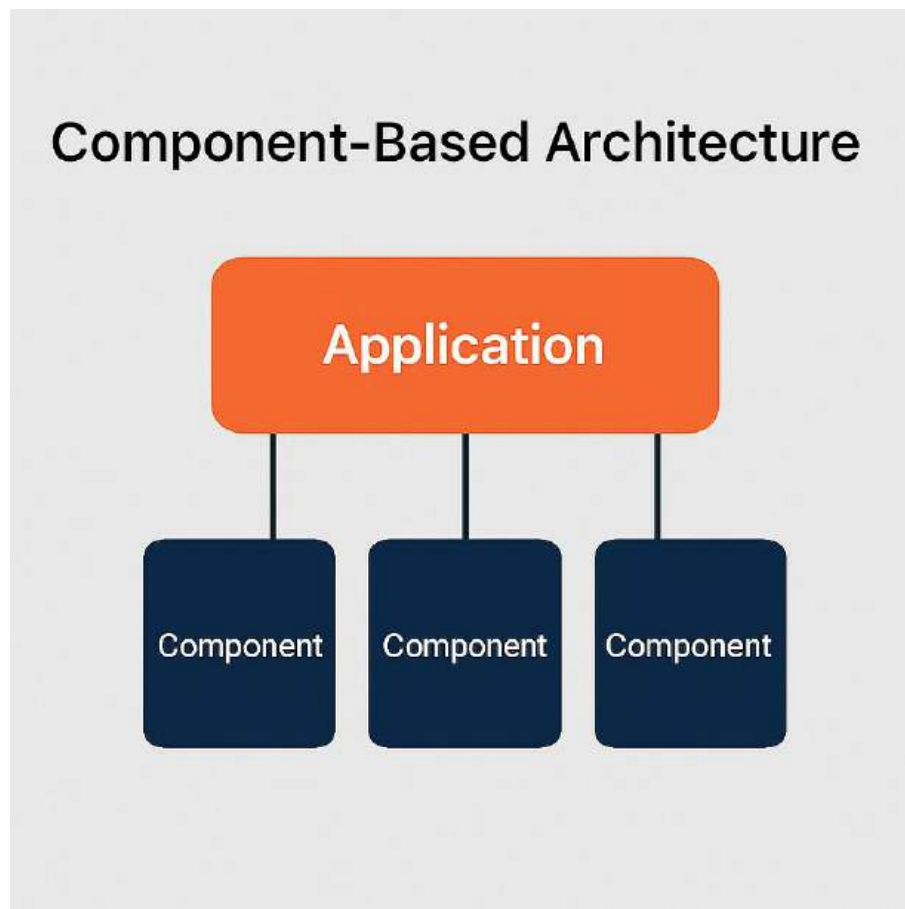 Component-Based Architecture
Application
Component
Component
Component